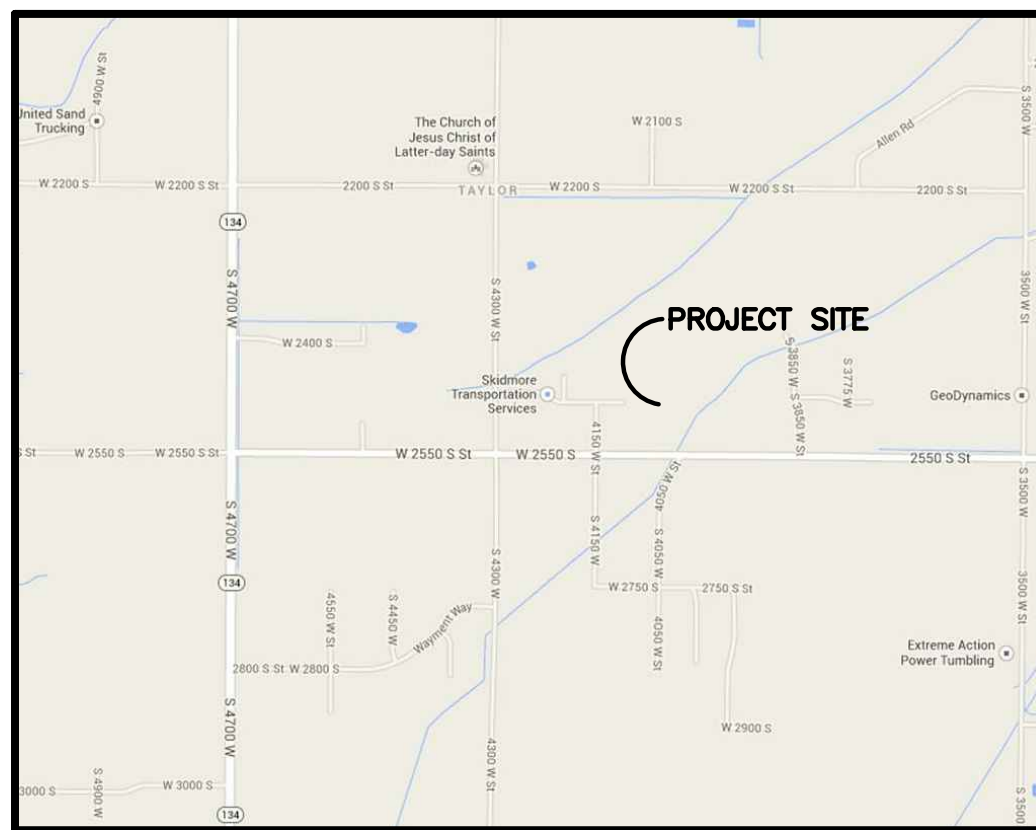 4900 W St
United Sand
Trucking
The Church of
Jesus Christ of
Latter-day Saints
W 2100 S
Allen Rd
S 3500 W
W 2200 S
W 2200 S St
2200 S St
TAYLOR
W 2200 S
W 2200 S St
2200 S St
134
S 4700 W
S 4300 W St
3500 W St
PROJECT SITE
W 2400 S
S 3850 W
S 3850 W St
S 3775 W
Skidmore
Transportation
Services
GeoDynamics
4150 W St
S St
W 2550 S
W 2550 S St
W 2550 S St
W 2550 S
2550 S St
4050 W St
S 3500 W
S 4700 W
S 4150 W
S 4050 W
S 4300 W
134
W 2750 S
2750 S St
3500 W St
4550 W St
S 4450 W
Wayment Way
4050 W St
Extreme Action
Power Tumbling
2800 S St
W 2800 S
S 4700 W
W 2900 S
4300 W St
3000 S
S 4900 W
W 3000 S
134
S 3500